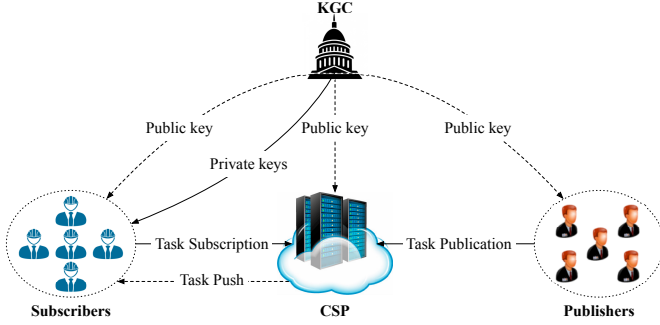 KGC
Public key
Public key
Public key
Private keys
Task Subscription
Task Publication
Task Push
Subscribers
CSP
Publishers